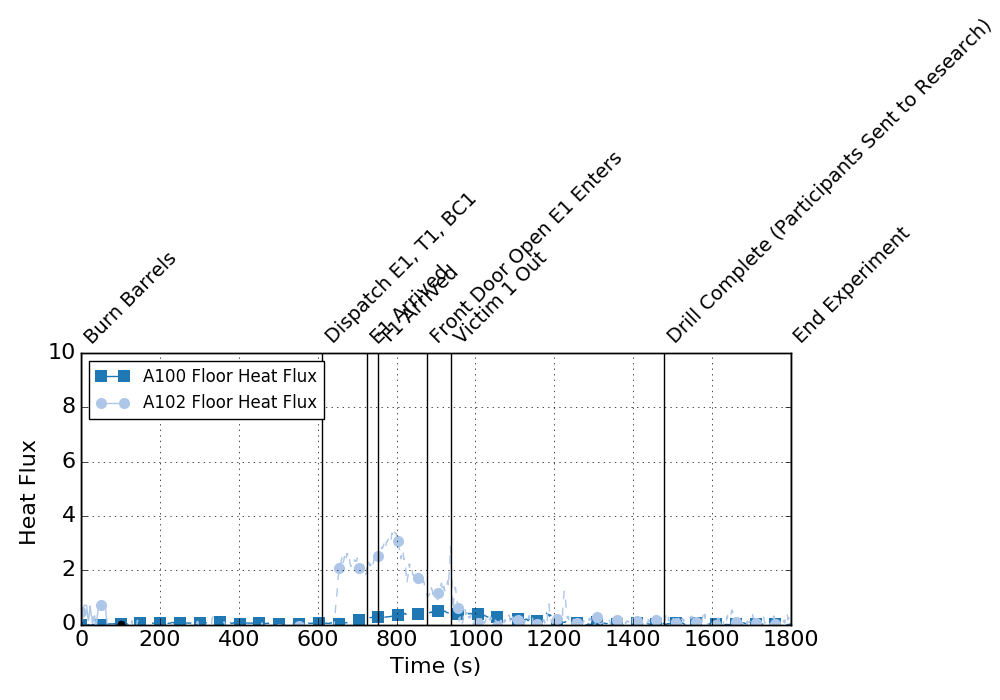 Burn Barrels
Dispatch E1, T1, BC1
E1 Arrived
T1 Arrived
Front Door Open E1 Enters
Victim 1 Out
Drill Complete (Participants Sent to Research)
End Experiment
10
8
6
4
2
0
Heat Flux
A100 Floor Heat Flux
A102 Floor Heat Flux
0 200 400 600 800 1000 1200 1400 1600 1800
Time (s)